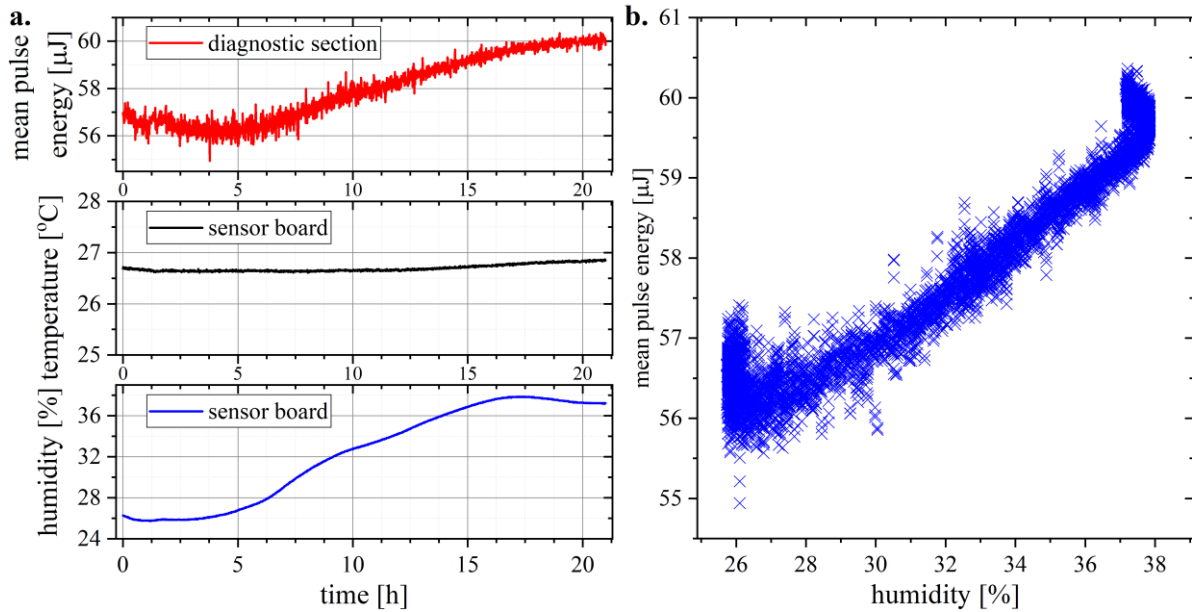 a.
mean pulse
energy [μJ]
60
58
56
diagnostic section
0 5 10 15 20
temperature [°C]
28
27
26
25
sensor board
0 5 10 15 20
humidity [%]
36
32
28
24
sensor board
0 5 10 15 20
time [h]
b.
mean pulse energy [μJ]
61
60
59
58
57
56
55
26 28 30 32 34 36 38
humidity [%]